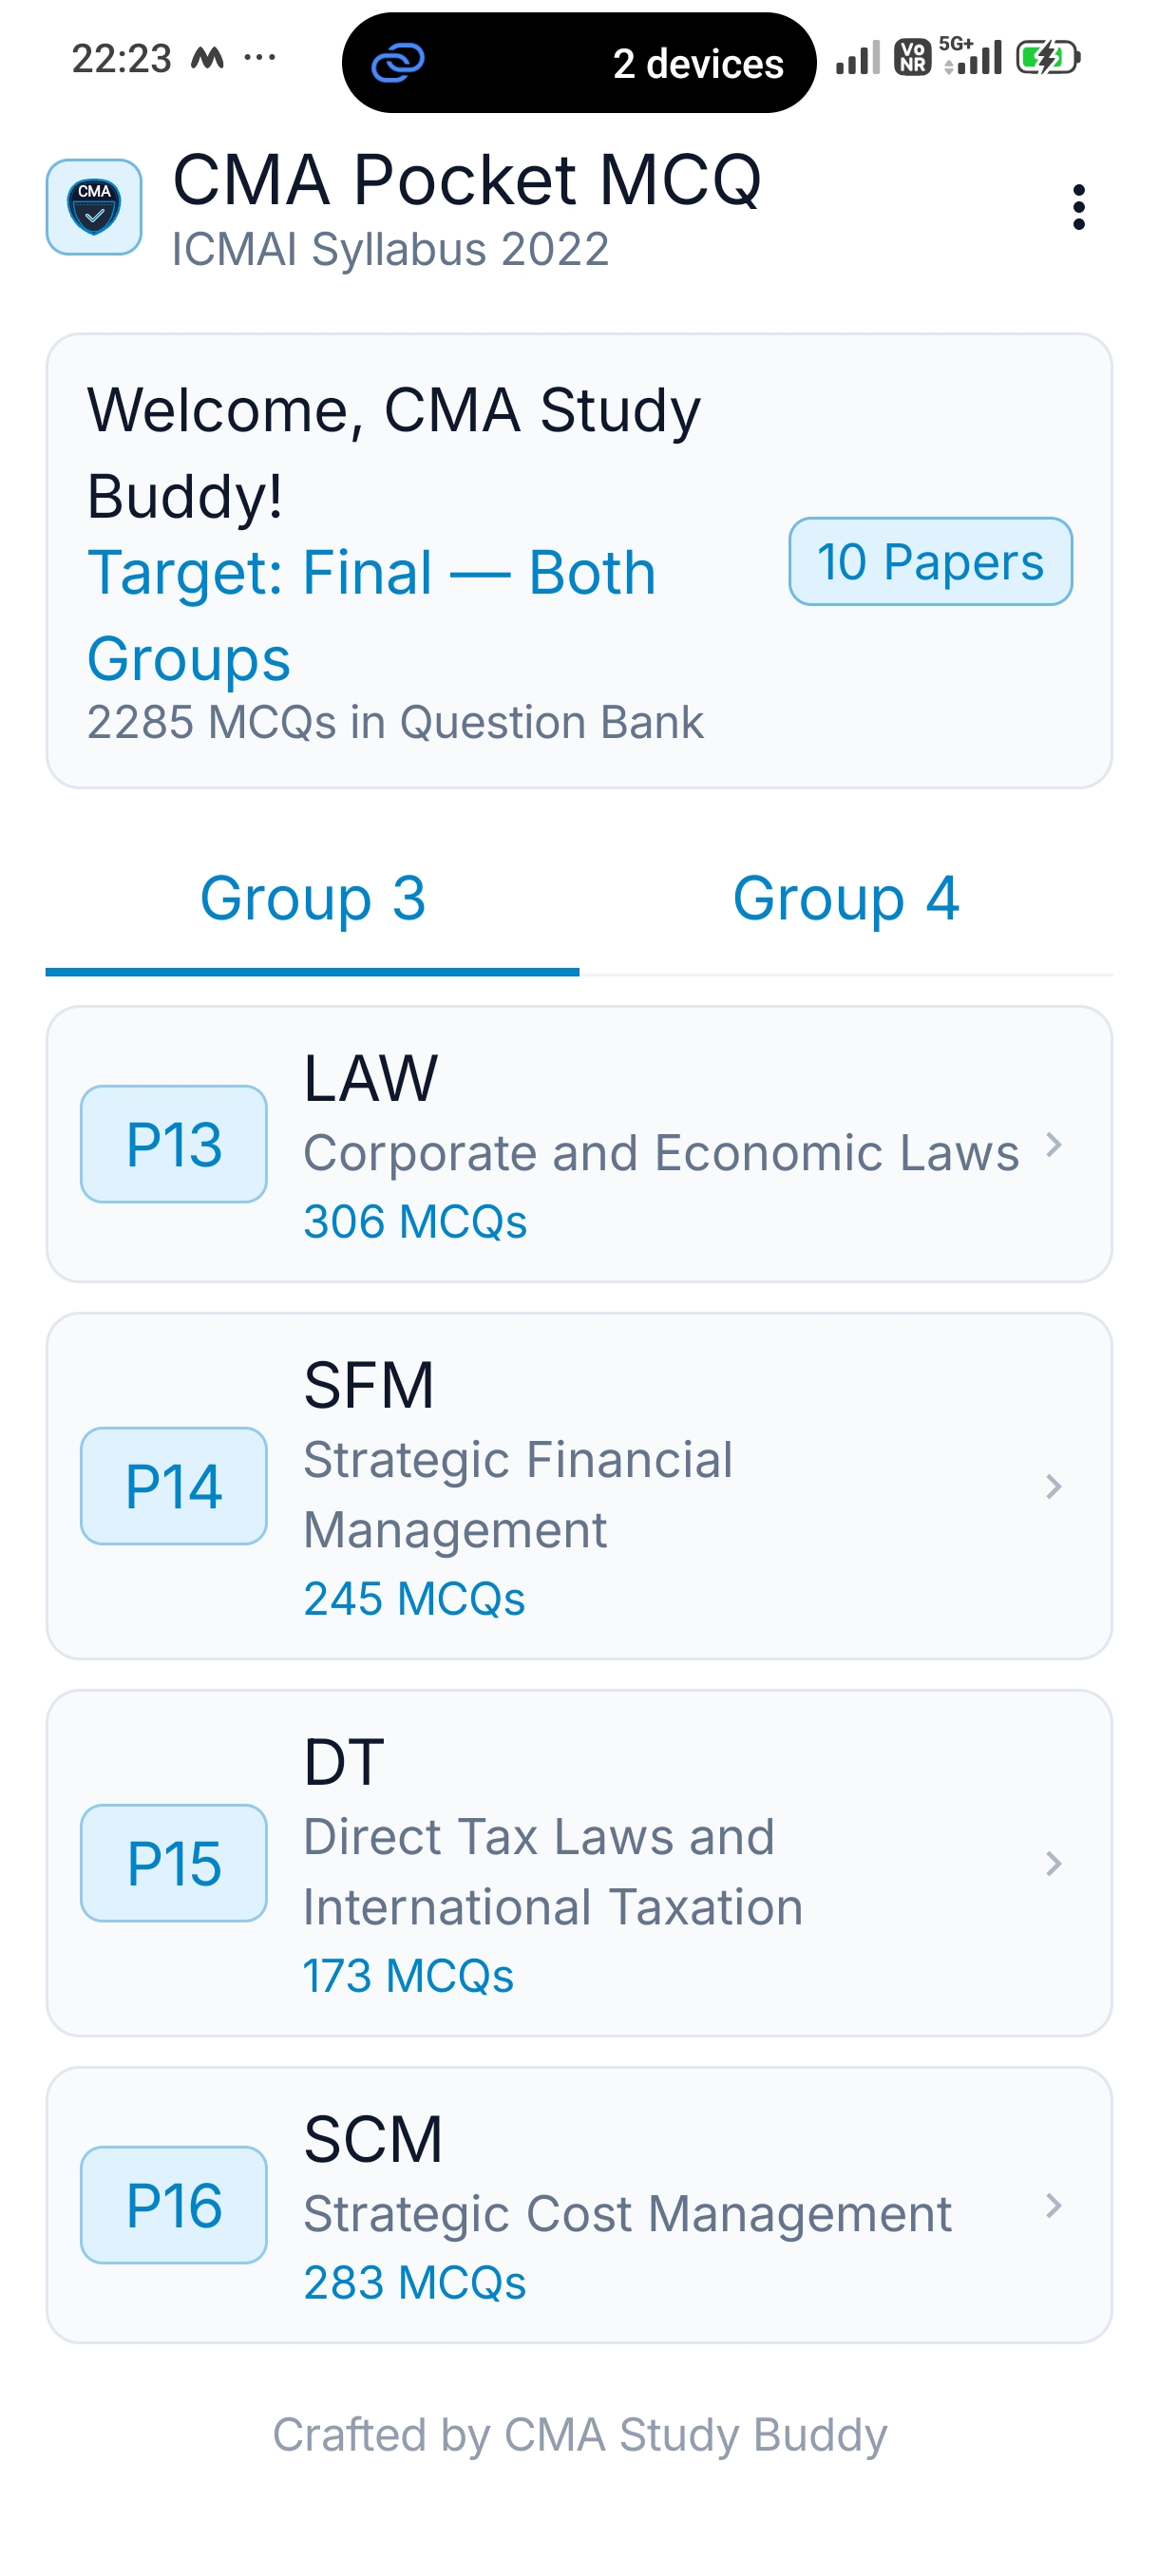 22:23
2 devices
Vo
NR
5G+
CMA
CMA Pocket MCQ
ICMAI Syllabus 2022
Welcome, CMA Study
Buddy!
Target: Final — Both
Groups
2285 MCQs in Question Bank
10 Papers
Group 3
Group 4
P13
LAW
Corporate and Economic Laws
306 MCQs
P14
SFM
Strategic Financial
Management
245 MCQs
P15
DT
Direct Tax Laws and
International Taxation
173 MCQs
P16
SCM
Strategic Cost Management
283 MCQs
Crafted by CMA Study Buddy